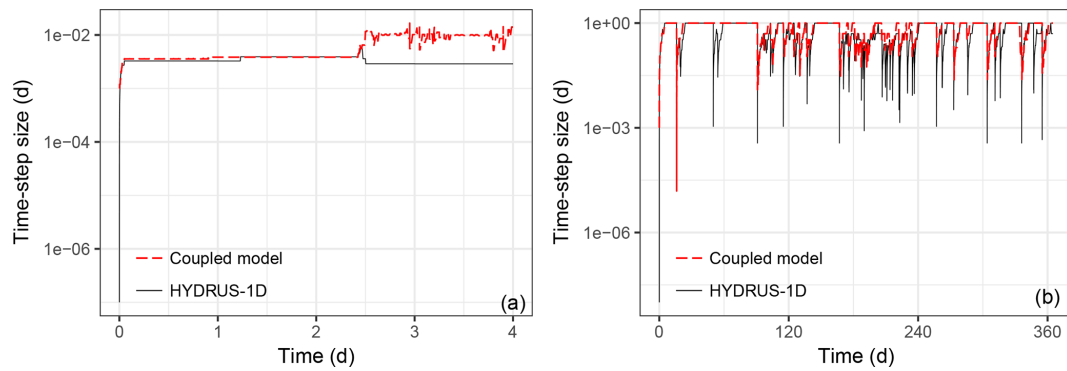 1e−02
1e−04
1e−06
Time−step size (d)
Coupled model
HYDRUS−1D
(a)
0
1
2
3
4
Time (d)
1e+00
1e−03
1e−06
Time−step size (d)
Coupled model
HYDRUS−1D
(b)
0
120
240
360
Time (d)